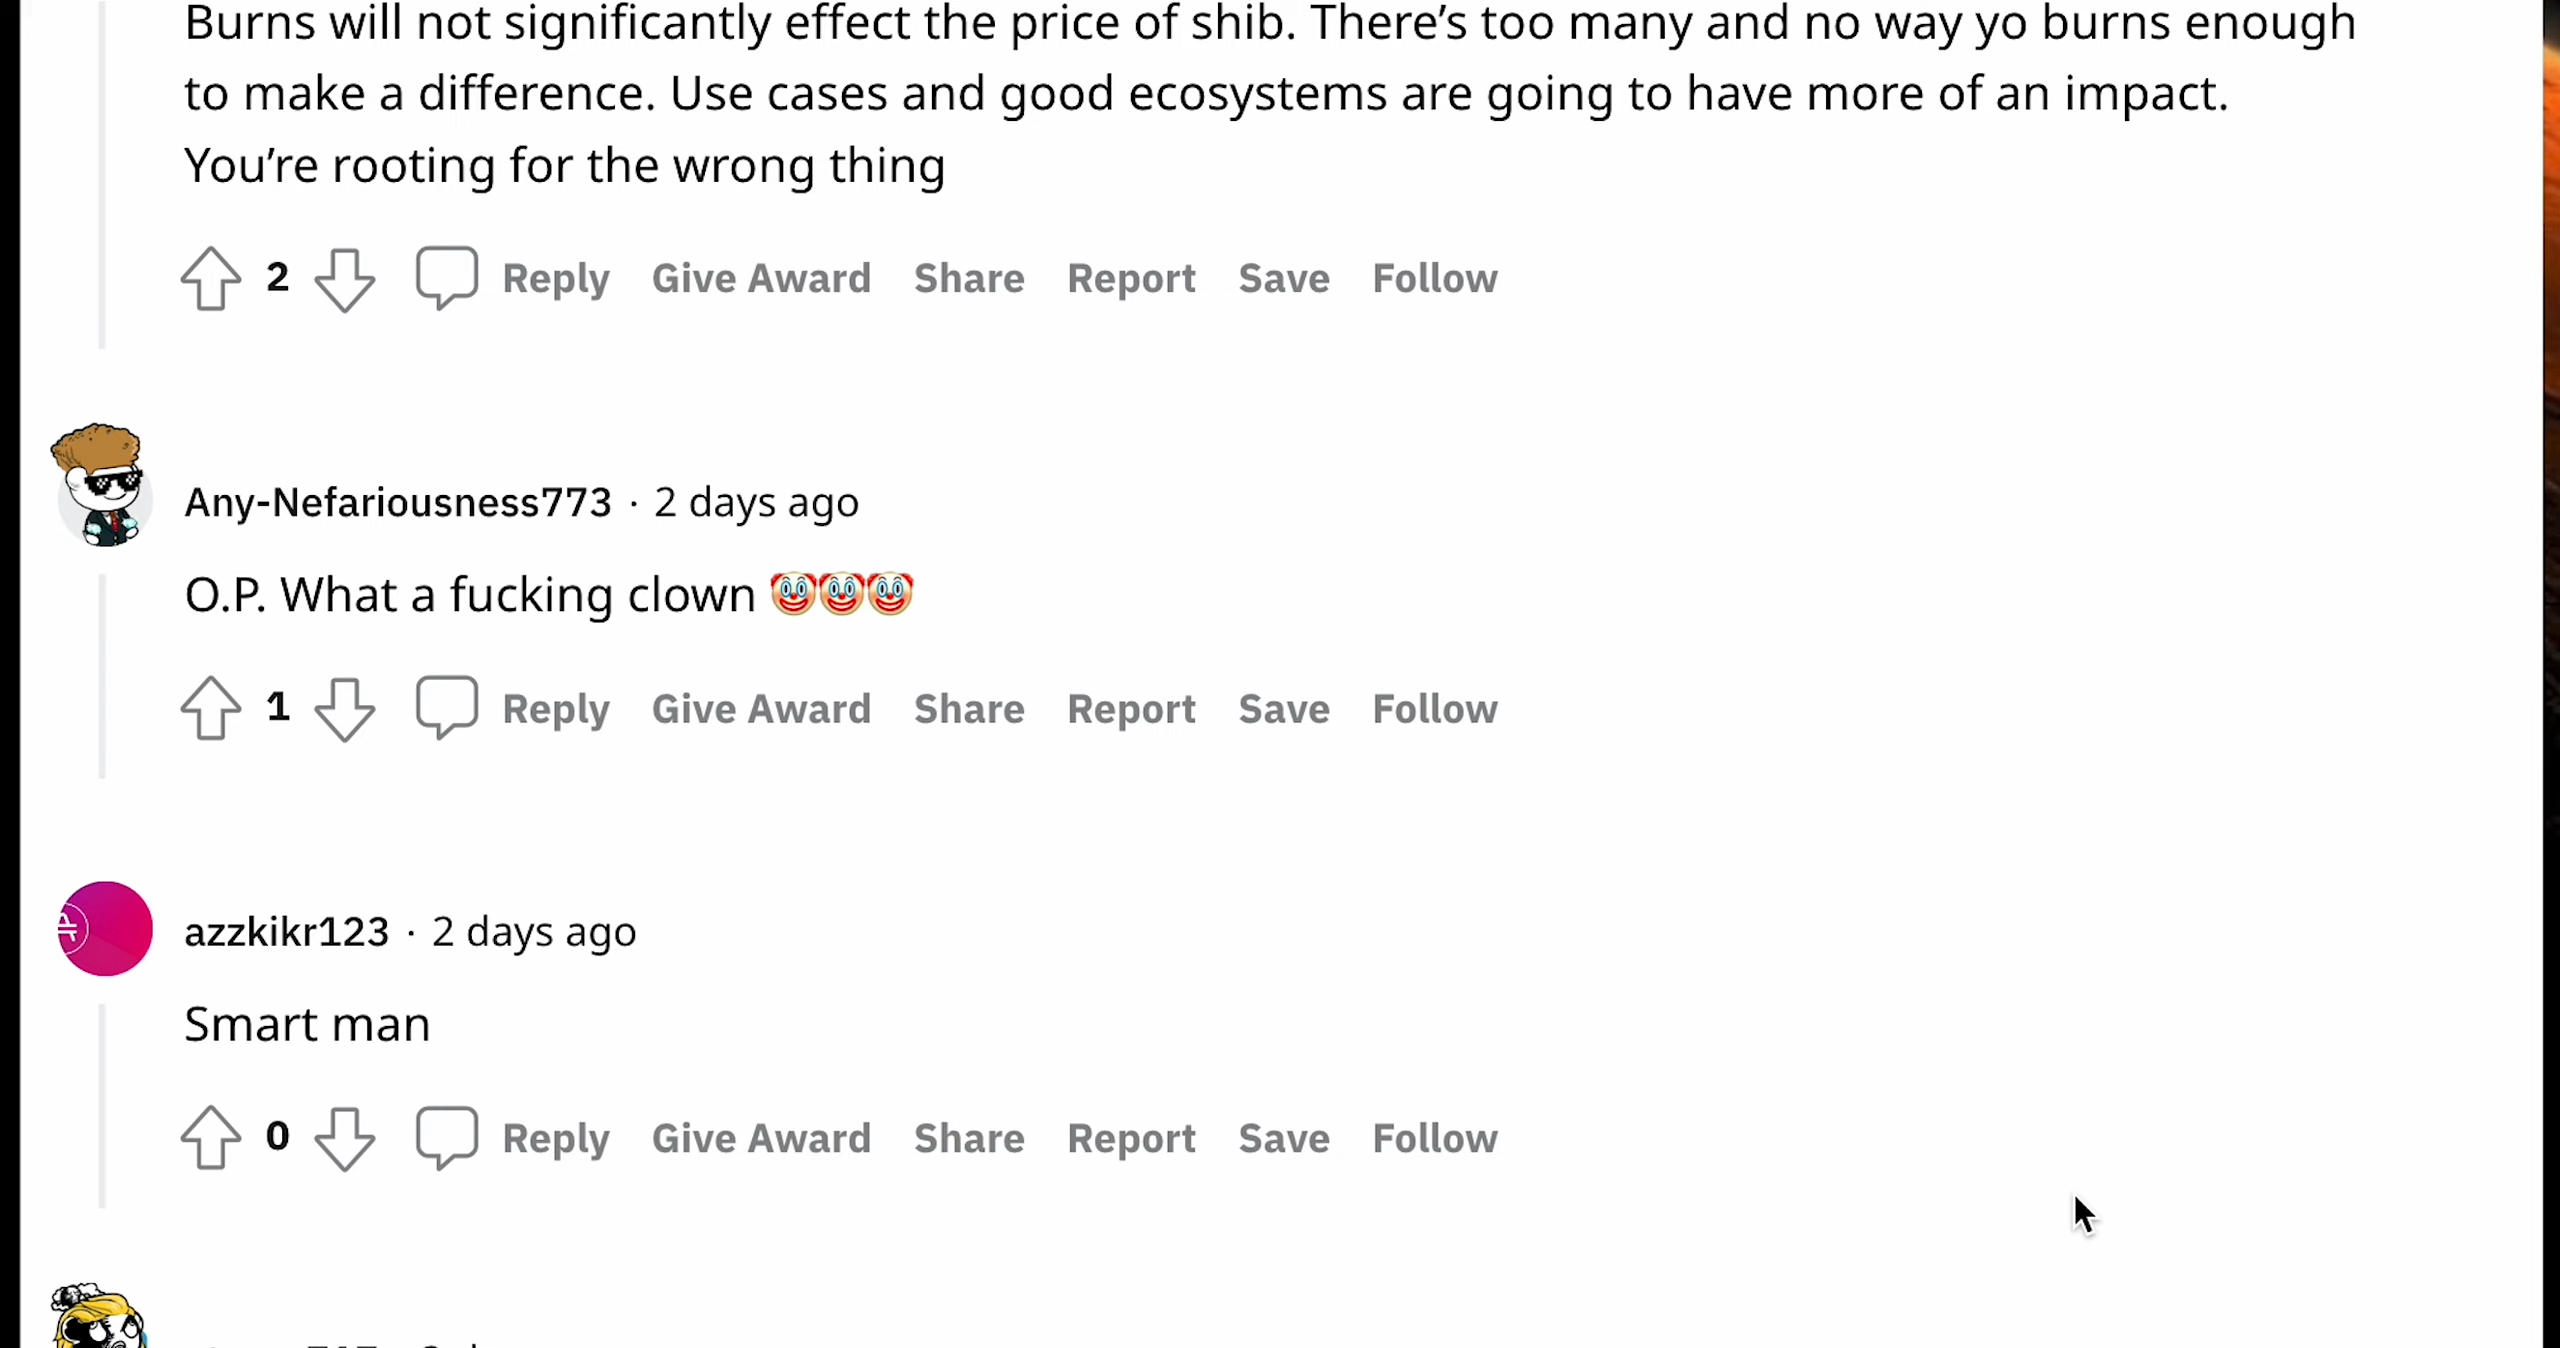 Burns will not significantly effect the price of shib. There's too many and no way yo burns enough
to make a difference. Use cases and good ecosystems are going to have more of an impact.
You're rooting for the wrong thing
2 Reply Give Award Share Report Save Follow
Any-Nefariousness773 · 2 days ago
O.P. What a fucking clown 🤡🤡🤡
1 Reply Give Award Share Report Save Follow
azzkikr123 · 2 days ago
Smart man
0 Reply Give Award Share Report Save Follow